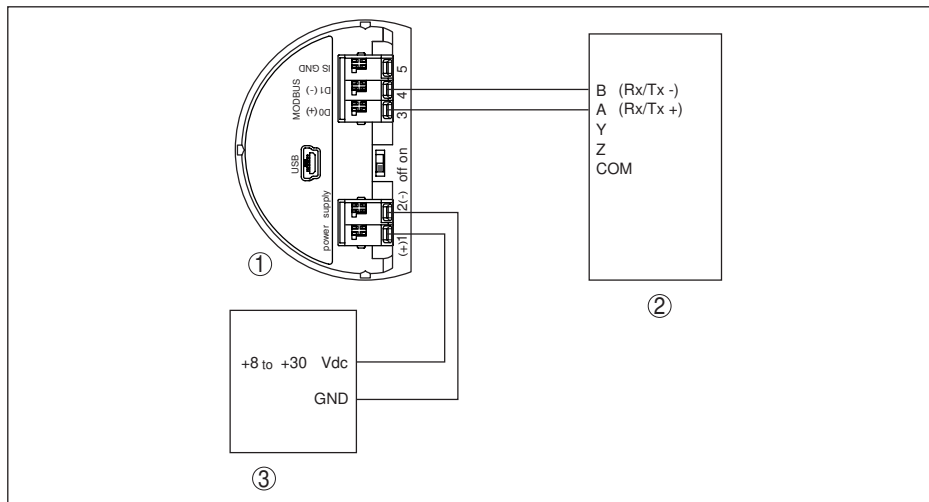 IS GND
5
MODBUS
D1 (-)
4
D0 (+)
3
USB
off on
power supply
2(-)
(+)1
①
B (Rx/Tx -)
A (Rx/Tx +)
Y
Z
COM
②
+8 to +30 Vdc
GND
③